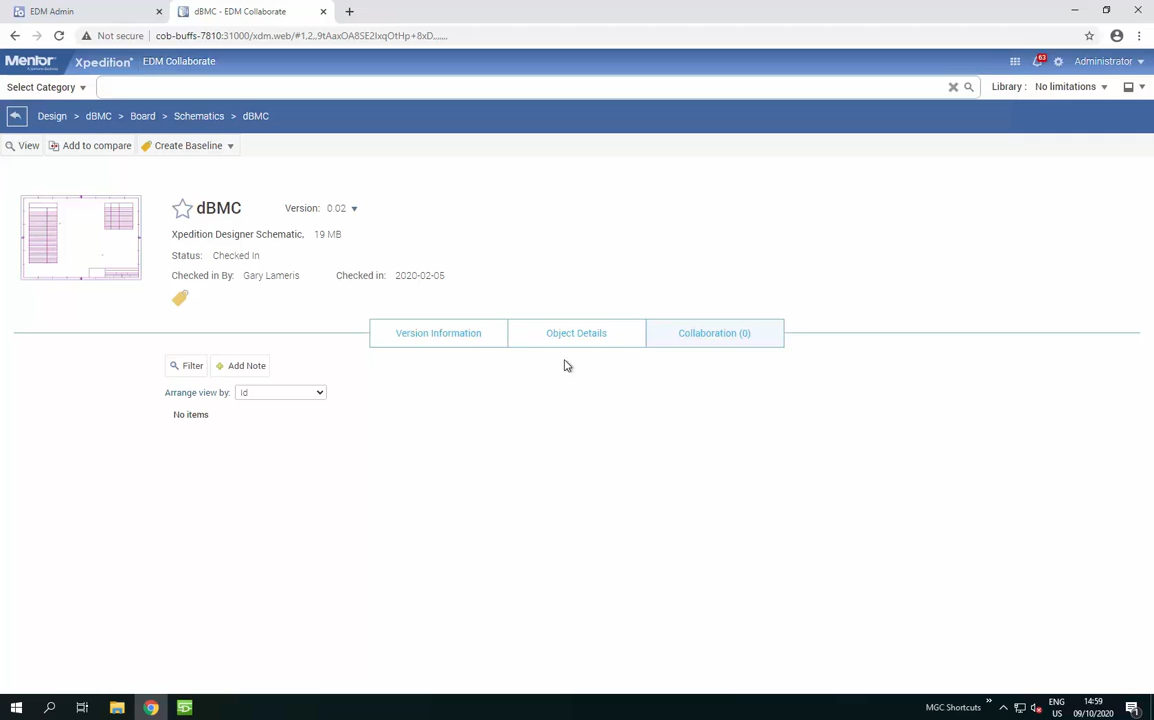 EDM Admin
dBMC - EDM Collaborate
Not secure
cob-buffs-7810:31000/xdm.web/#1,2,.9tAaxOA8SE2IxqOtHp+8xD,,,,,,,
Mentor
A Siemens Business
Xpedition®
EDM Collaborate
63
Administrator
Select Category
Library : No limitations
Design > dBMC > Board > Schematics > dBMC
View
Add to compare
Create Baseline
dBMC
Version: 0.02
Xpedition Designer Schematic, 19 MB
Status: Checked In
Checked in By: Gary Lameris
Checked in: 2020-02-05
Version Information
Object Details
Collaboration (0)
Filter
Add Note
Arrange view by: Id
No items
MGC Shortcuts »
ENG
US
14:59
09/10/2020
1